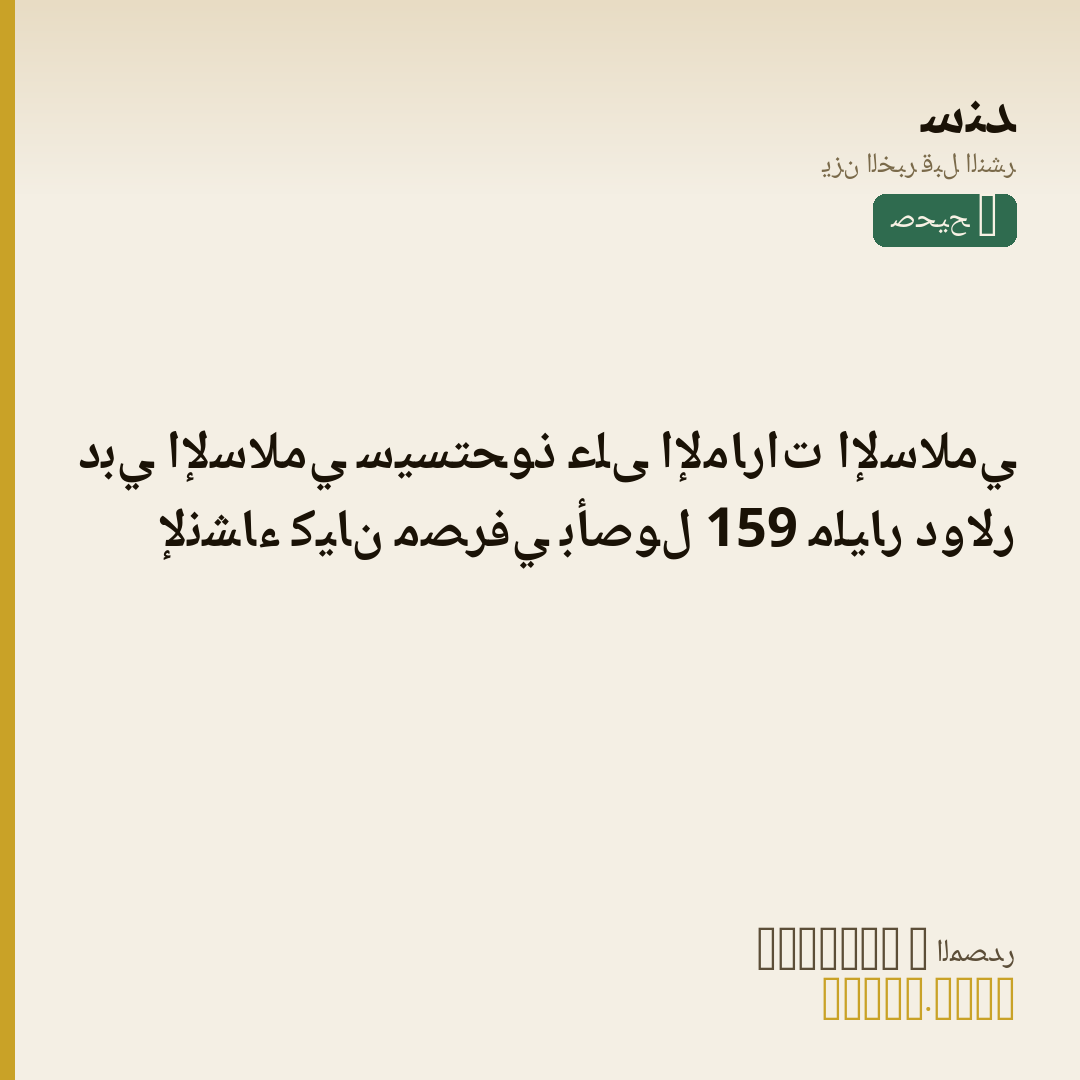 سند
يزن الخبر قبل النشر
صحيح
دبي الإسلامي سيستحوذ على الإمارات الإسلامي
لإنشاء كيان مصرفي بأصول 159 مليار دولار
المصدر